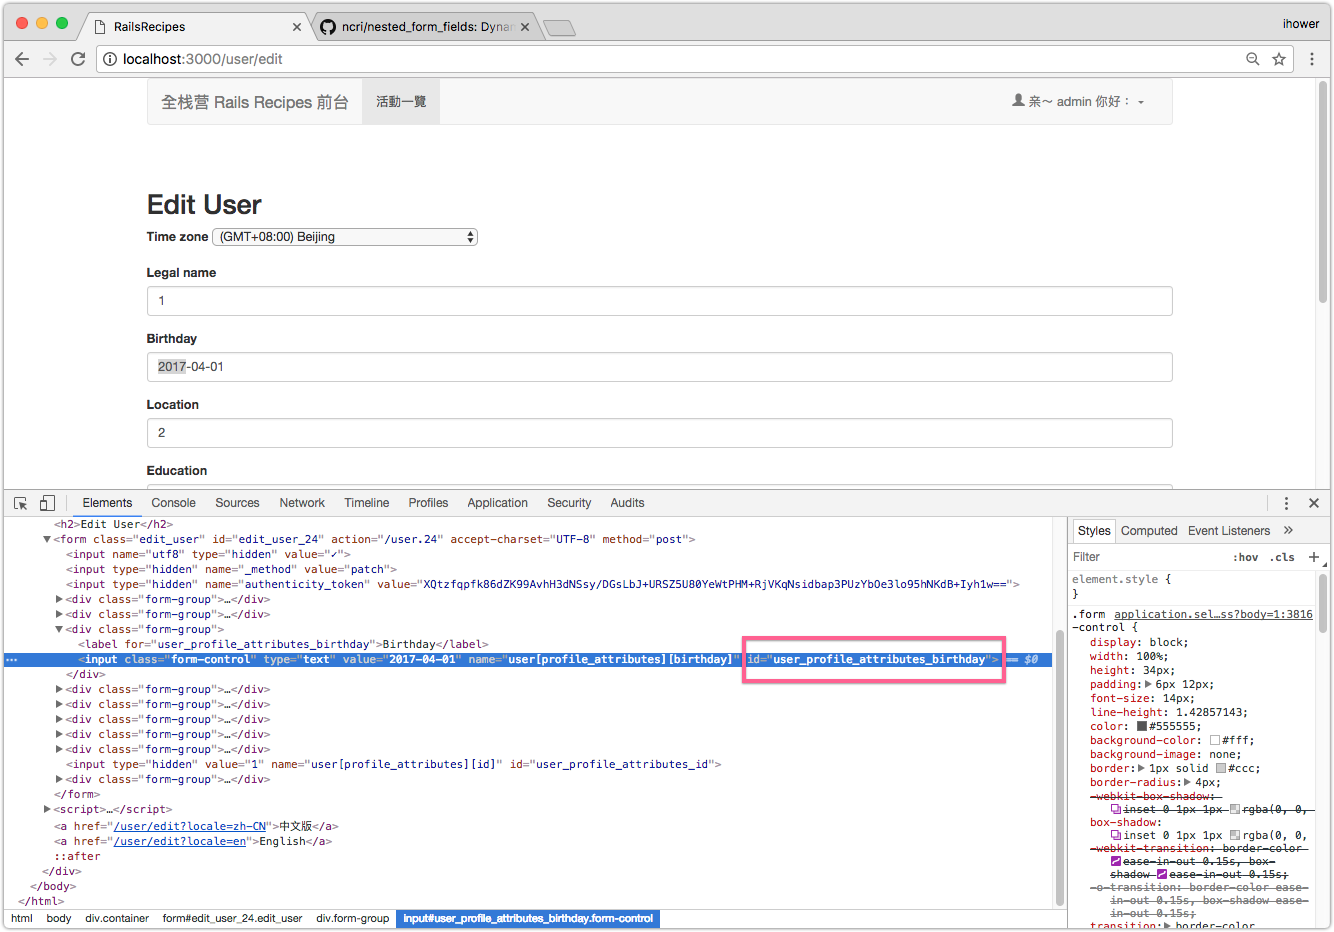 RailsRecipes
ncri/nested_form_fields: Dynan
ihower
localhost:3000/user/edit
全栈营 Rails Recipes 前台
活動一覽
亲～ admin 你好：
Edit User
Time zone (GMT+08:00) Beijing
Legal name
1
Birthday
2017-04-01
Location
2
Education
Elements Console Sources Network Timeline Profiles Application Security Audits
<h2>Edit User</h2>
▼<form class="edit_user" id="edit_user_24" action="/user.24" accept-charset="UTF-8" method="post">
<input name="utf8" type="hidden" value="✓">
<input type="hidden" name="_method" value="patch">
<input type="hidden" name="authenticity_token" value="XQtzfqpfk86dZK99AvhH3dNSsy/DGsLbJ+URSZ5U80YeWtPHM+RjVKqNsidbap3PUzYbOe3lo95hNKdB+Iyh1w==">
▶<div class="form-group">…</div>
▶<div class="form-group">…</div>
▼<div class="form-group">
<label for="user_profile_attributes_birthday">Birthday</label>
<input class="form-control" type="text" value="2017-04-01" name="user[profile_attributes][birthday]" id="user_profile_attributes_birthday"> == $0
</div>
▶<div class="form-group">…</div>
▶<div class="form-group">…</div>
▶<div class="form-group">…</div>
▶<div class="form-group">…</div>
▶<div class="form-group">…</div>
<input type="hidden" value="1" name="user[profile_attributes][id]" id="user_profile_attributes_id">
▶<div class="form-group">…</div>
</form>
▶<script>…</script>
<a href="/user/edit?locale=zh-CN">中文版</a>
<a href="/user/edit?locale=en">English</a>
::after
</div>
</body>
</html>
html body div.container form#edit_user_24.edit_user div.form-group input#user_profile_attributes_birthday.form-control
Styles Computed Event Listeners »
Filter :hov .cls +
element.style {
}
.form application.sel…ss?body=1:3816
-control {
display: block;
width: 100%;
height: 34px;
padding:▶6px 12px;
font-size: 14px;
line-height: 1.42857143;
color: #555555;
background-color: #fff;
background-image: none;
border:▶1px solid #ccc;
border-radius:▶4px;
-webkit-box-shadow:
inset 0 1px 1px rgba(0, 0,
box-shadow:
inset 0 1px 1px rgba(0, 0,
-webkit-transition: border-color
ease-in-out 0.15s, box-
shadow ease-in-out 0.15s;
-o-transition: border-color ease-
in-out 0.15s, box-shadow ease-
in-out 0.15s;
transition:▶border-color